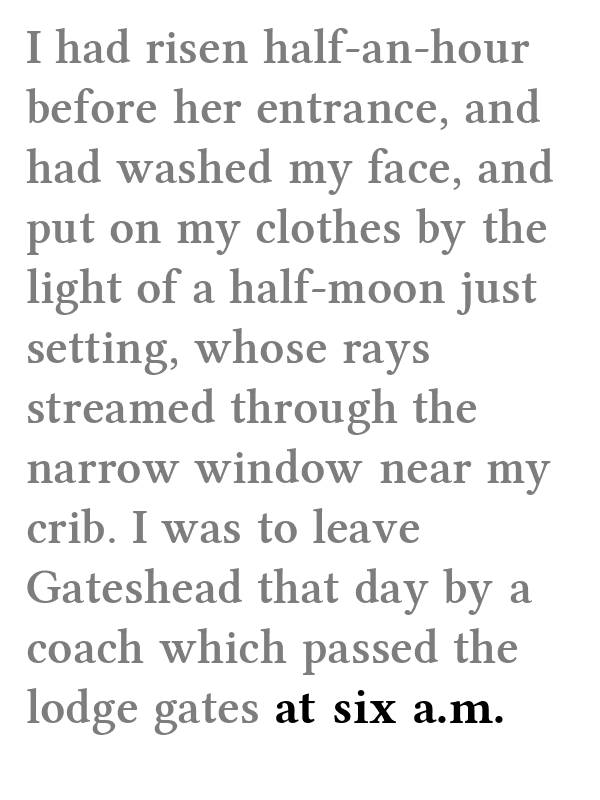 I had risen half-an-hour
before her entrance, and
had washed my face, and
put on my clothes by the
light of a half-moon just
setting, whose rays
streamed through the
narrow window near my
crib. I was to leave
Gateshead that day by a
coach which passed the
lodge gates at six a.m.